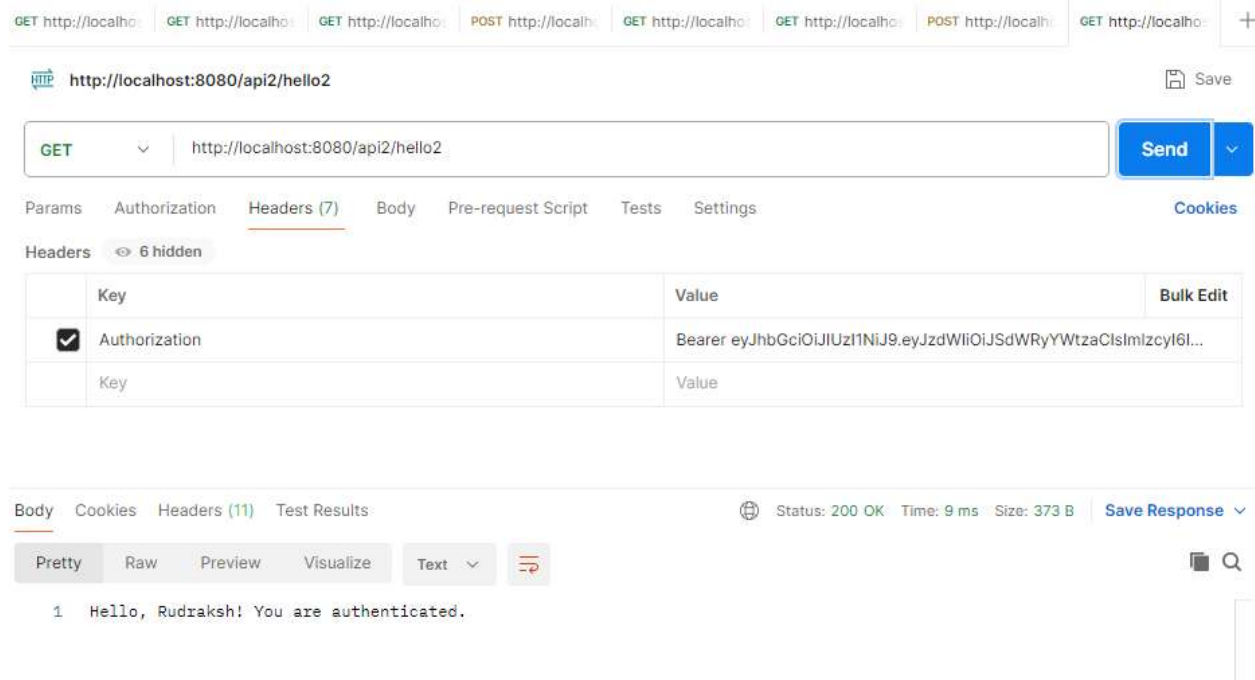 GET http://localho GET http://localho GET http://localho POST http://localh GET http://localho GET http://localho POST http://localh GET http://localho +
HTTP http://localhost:8080/api2/hello2 Save
GET http://localhost:8080/api2/hello2 Send
Params Authorization Headers (7) Body Pre-request Script Tests Settings Cookies
Headers 6 hidden
Key Value Bulk Edit
Authorization Bearer eyJhbGciOiJIUzI1NiJ9.eyJzdWIiOiJSdWRyYWtzaCIsImlzcyI6I...
Key Value
Body Cookies Headers (11) Test Results Status: 200 OK Time: 9 ms Size: 373 B Save Response
Pretty Raw Preview Visualize Text
1 Hello, Rudraksh! You are authenticated.